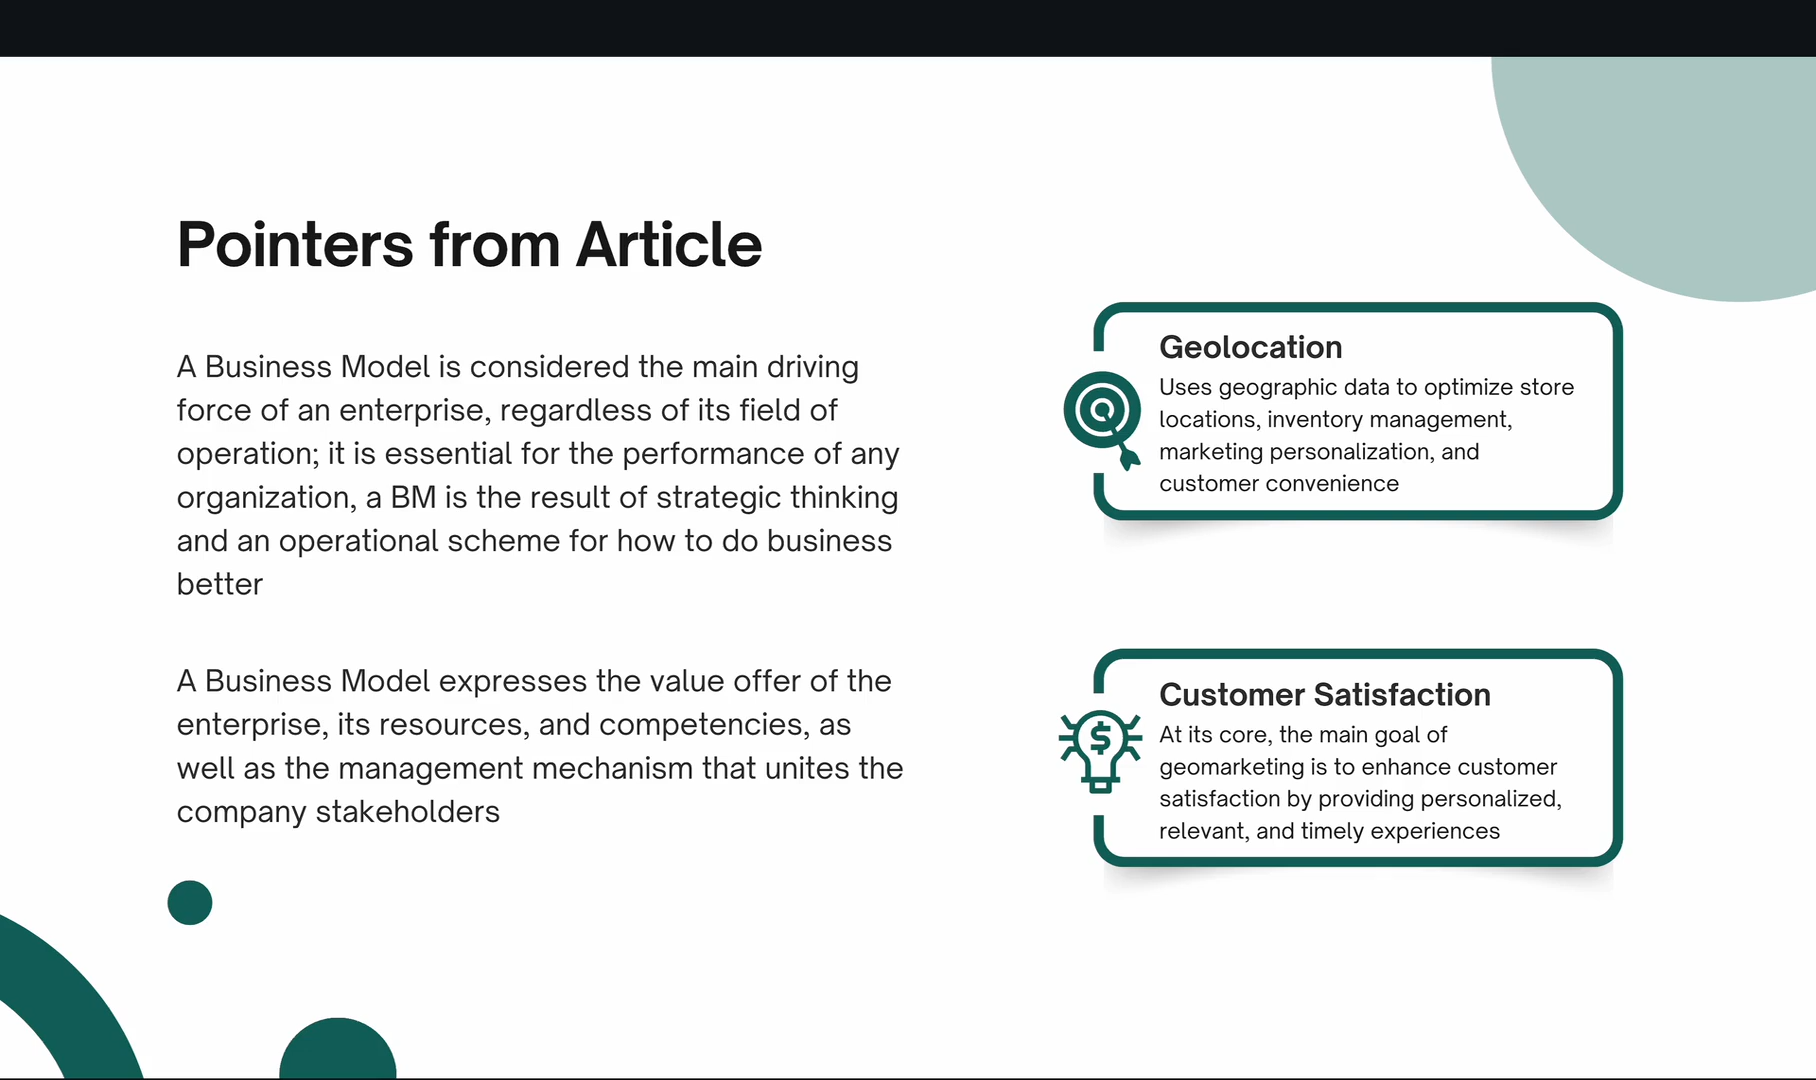 Pointers from Article
A Business Model is considered the main driving
force of an enterprise, regardless of its field of
operation; it is essential for the performance of any
organization, a BM is the result of strategic thinking
and an operational scheme for how to do business
better
A Business Model expresses the value offer of the
enterprise, its resources, and competencies, as
well as the management mechanism that unites the
company stakeholders
Geolocation
Uses geographic data to optimize store
locations, inventory management,
marketing personalization, and
customer convenience
$
Customer Satisfaction
At its core, the main goal of
geomarketing is to enhance customer
satisfaction by providing personalized,
relevant, and timely experiences